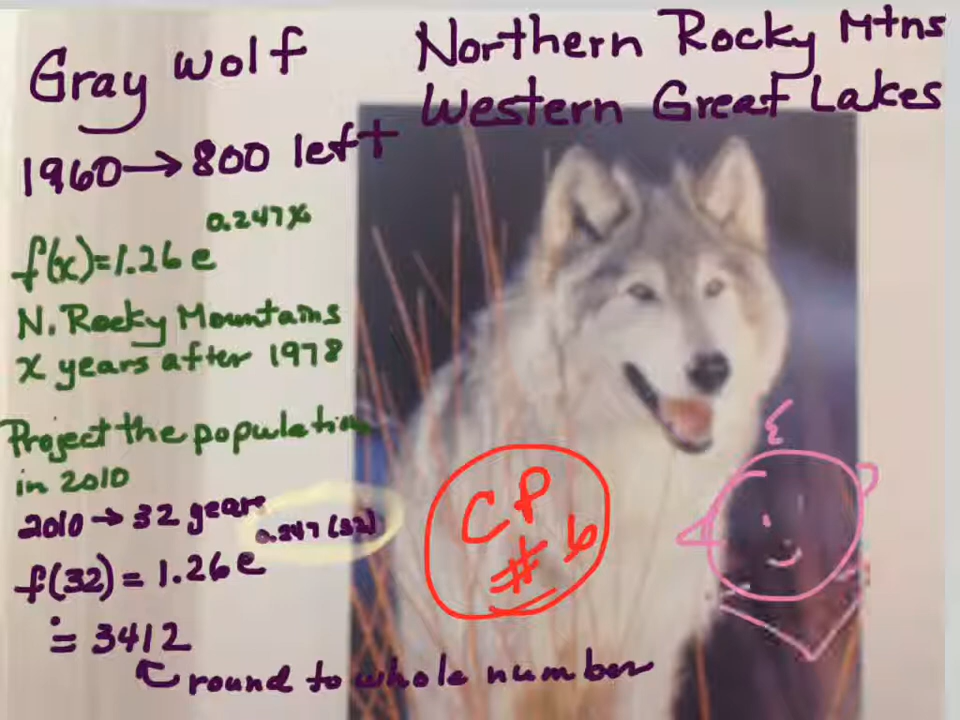 Gray wolf
Northern Rocky Mtns
Western Great Lakes
1960 → 800 left
f(x)=1.26e^0.247x
N. Rocky Mountains
x years after 1978
Project the population
in 2010
2010 → 32 years
f(32) = 1.26e^0.247(32)
≐ 3412
round to whole number
CP
# 6